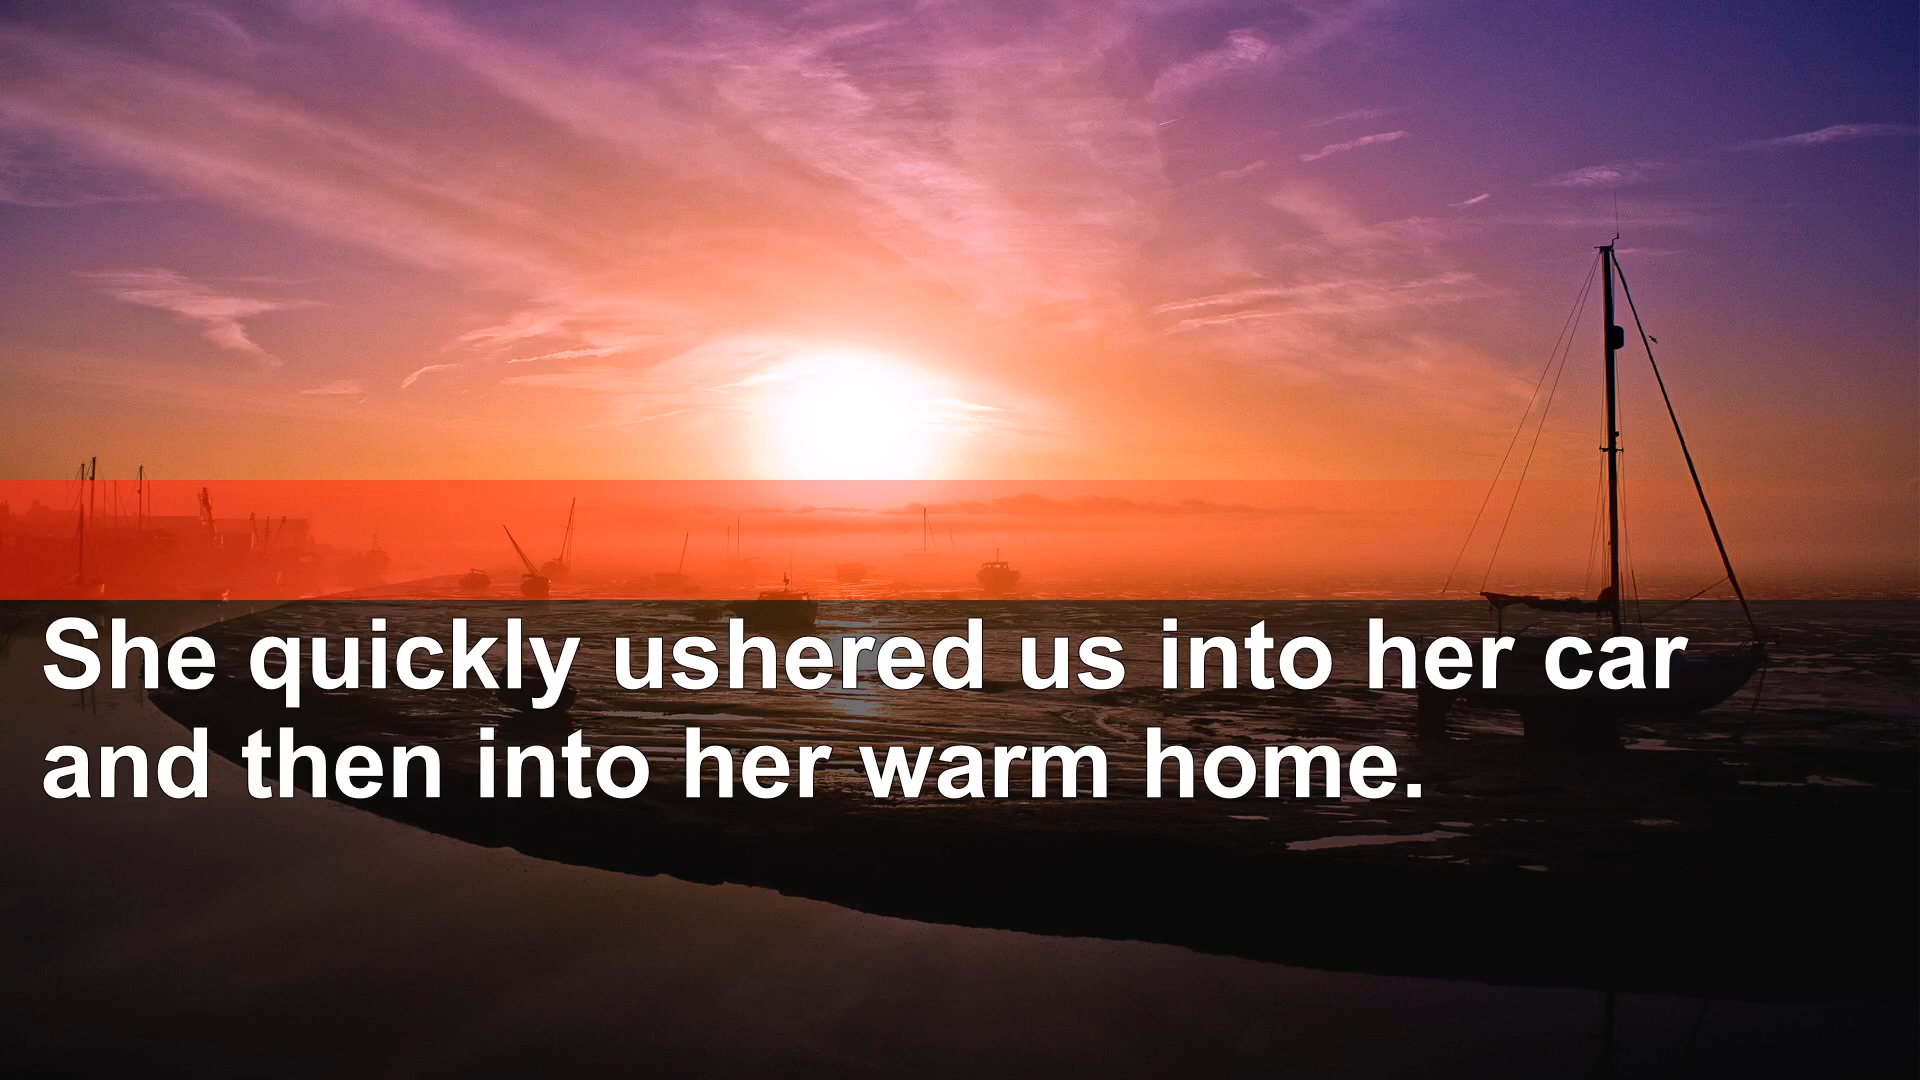 She quickly ushered us into her car
and then into her warm home.